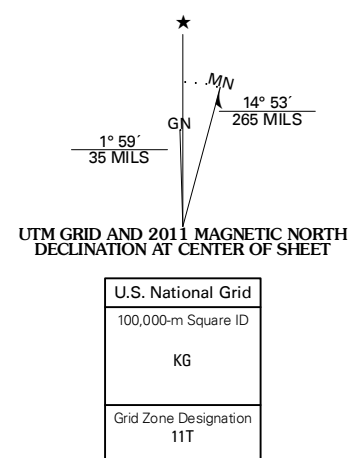 ★
MN
14° 53´
265 MILS
GN
1° 59´
35 MILS
UTM GRID AND 2011 MAGNETIC NORTH
DECLINATION AT CENTER OF SHEET
U.S. National Grid
100,000-m Square ID
KG
Grid Zone Designation
11T